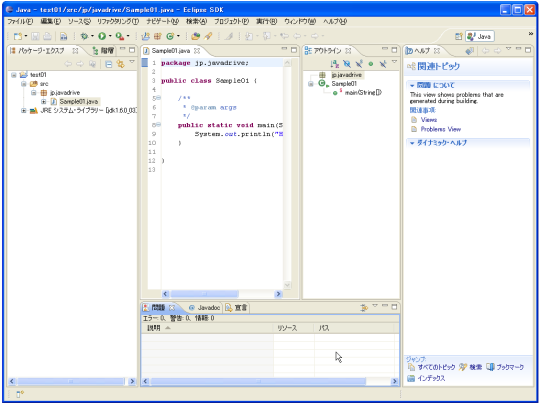 Java - test01/src/jp/javadrive/Sample01.java - Eclipse SDK
ファイル(F) 編集(E) ソース(S) リファクタリング(T) ナビゲート(N) 検索(A) プロジェクト(P) 実行(R) ウィンドウ(W) ヘルプ(H)
Java
パッケージ・エクスプ
階層
test01
src
jp.javadrive
Sample01.java
JRE システム・ライブラリー [jdk1.6.0_03]
Sample01.java
1 package jp.javadrive;
2
3 public class Sample01 {
4
5 /**
6 * @param args
7 */
8 public static void main(S
9 System.out.println("H
10 }
11
12 }
13
アウトライン
jp.javadrive
Sample01
main(String[])
ヘルプ
関連トピック
問題 について
This view shows problems that are generated during building.
関連事項:
Views
Problems View
ダイナミック・ヘルプ
ジャンプ:
すべてのトピック 検索 ブックマーク
インデックス
問題
@ Javadoc
宣言
エラー: 0、警告: 0、情報: 0
説明 リソース パス